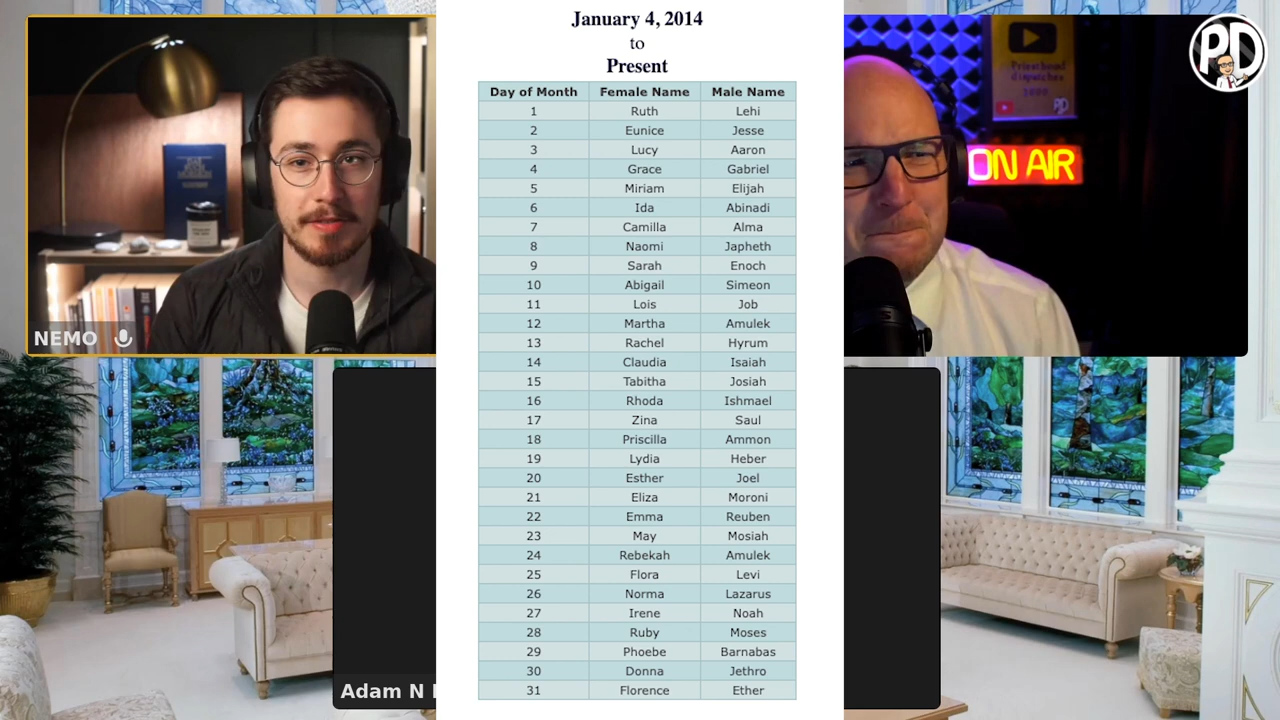 January 4, 2014
to
Present
Day of Month Female Name Male Name
1 Ruth Lehi
2 Eunice Jesse
3 Lucy Aaron
4 Grace Gabriel
5 Miriam Elijah
6 Ida Abinadi
7 Camilla Alma
8 Naomi Japheth
9 Sarah Enoch
10 Abigail Simeon
11 Lois Job
12 Martha Amulek
13 Rachel Hyrum
14 Claudia Isaiah
15 Tabitha Josiah
16 Rhoda Ishmael
17 Zina Saul
18 Priscilla Ammon
19 Lydia Heber
20 Esther Joel
21 Eliza Moroni
22 Emma Reuben
23 May Mosiah
24 Rebekah Amulek
25 Flora Levi
26 Norma Lazarus
27 Irene Noah
28 Ruby Moses
29 Phoebe Barnabas
30 Donna Jethro
31 Florence Ether
NEMO
Adam N
PD
Priesthood
dispatches
PD
ON AIR